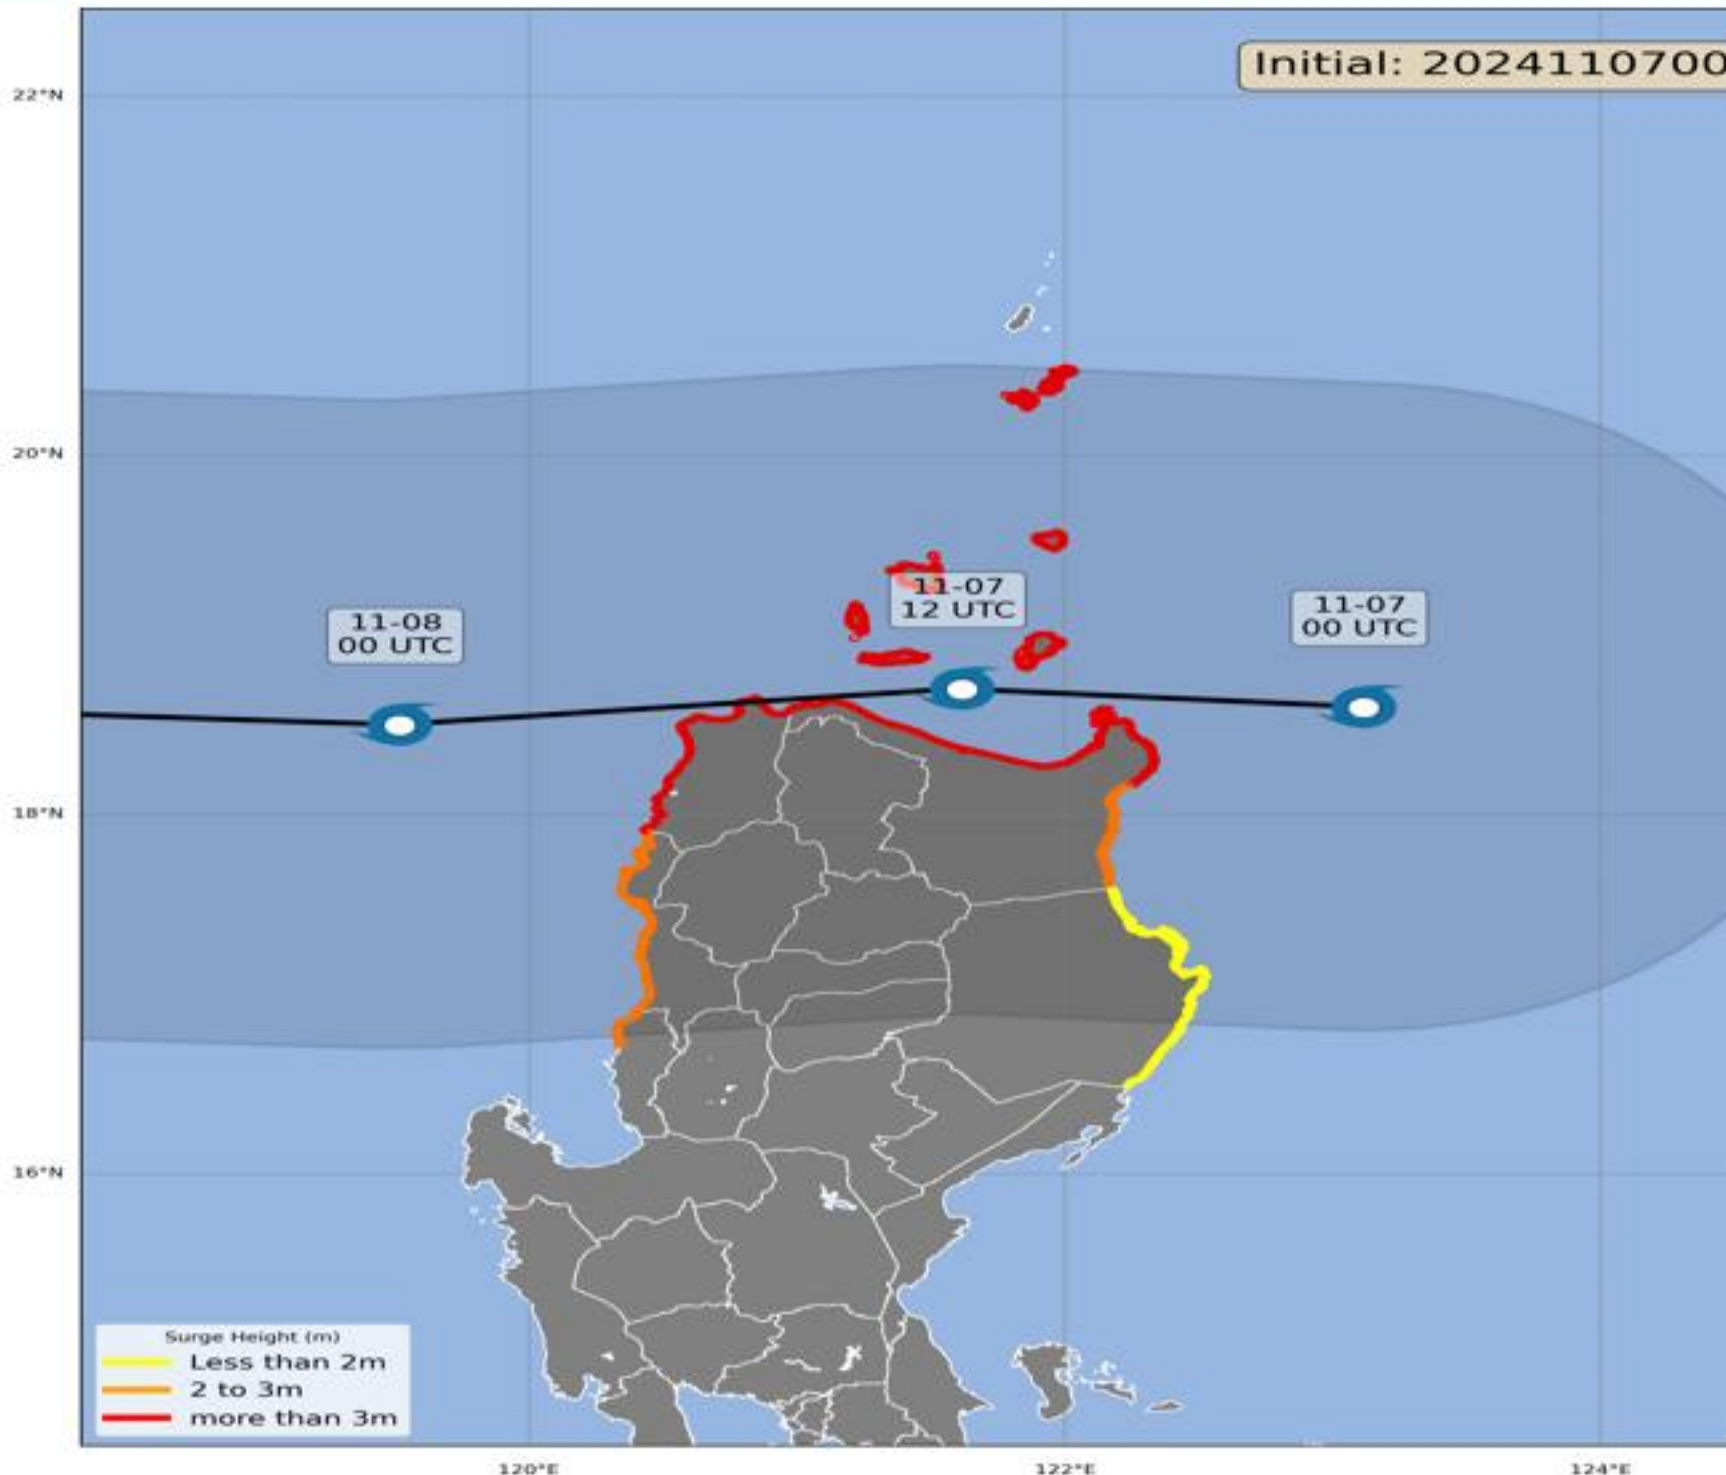 Initial: 2024110700
22°N
20°N
11-07
12 UTC
11-07
00 UTC
11-08
00 UTC
18°N
16°N
Surge Height (m)
Less than 2m
2 to 3m
more than 3m
120°E
122°E
124°E